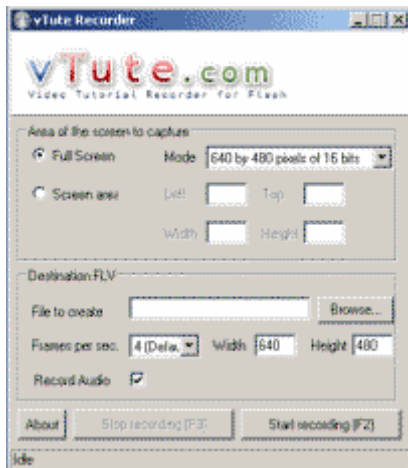 vTute Recorder
vTute.com
Video Tutorial Recorder for Flash
Area of the screen to capture
Full Screen Mode 640 by 480 pixels of 16 bits
Screen area Left Top
Width Height
Destination FLV
File to create Browse...
Frames per sec. 4 (Defau Width 640 Height 480
Record Audio
About Stop recording (F3) Start recording (F2)
Idle